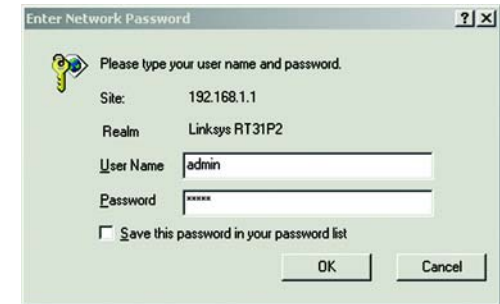 Enter Network Password
Please type your user name and password.
Site: 192.168.1.1
Realm Linksys RT31P2
User Name admin
Password xxxxx
Save this password in your password list
OK Cancel